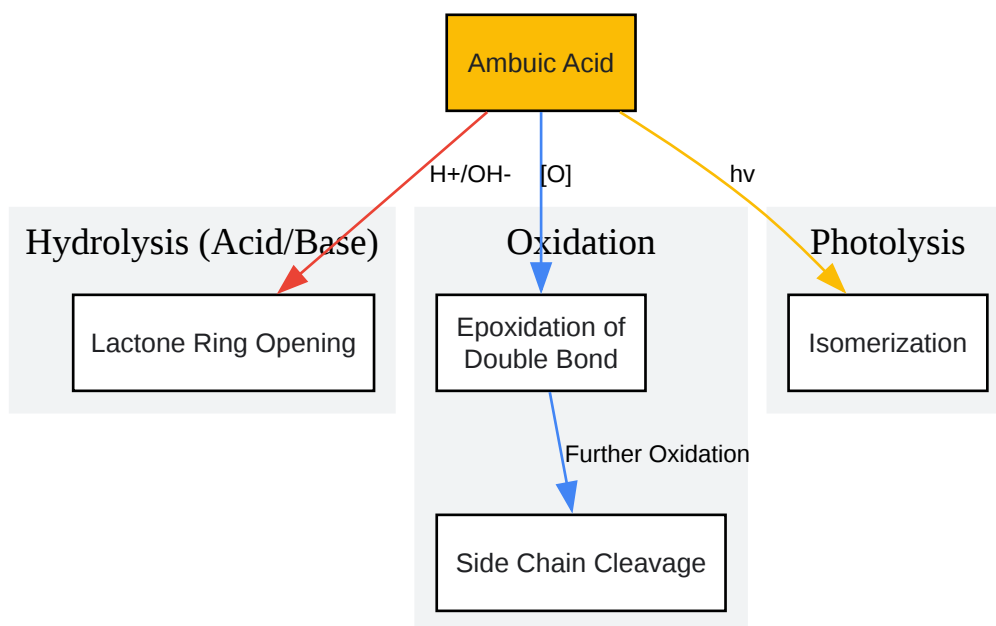 Ambuic Acid
H+/OH-
[O]
hv
Hydrolysis (Acid/Base)
Oxidation
Photolysis
Lactone Ring Opening
Epoxidation of
Double Bond
Isomerization
Further Oxidation
Side Chain Cleavage